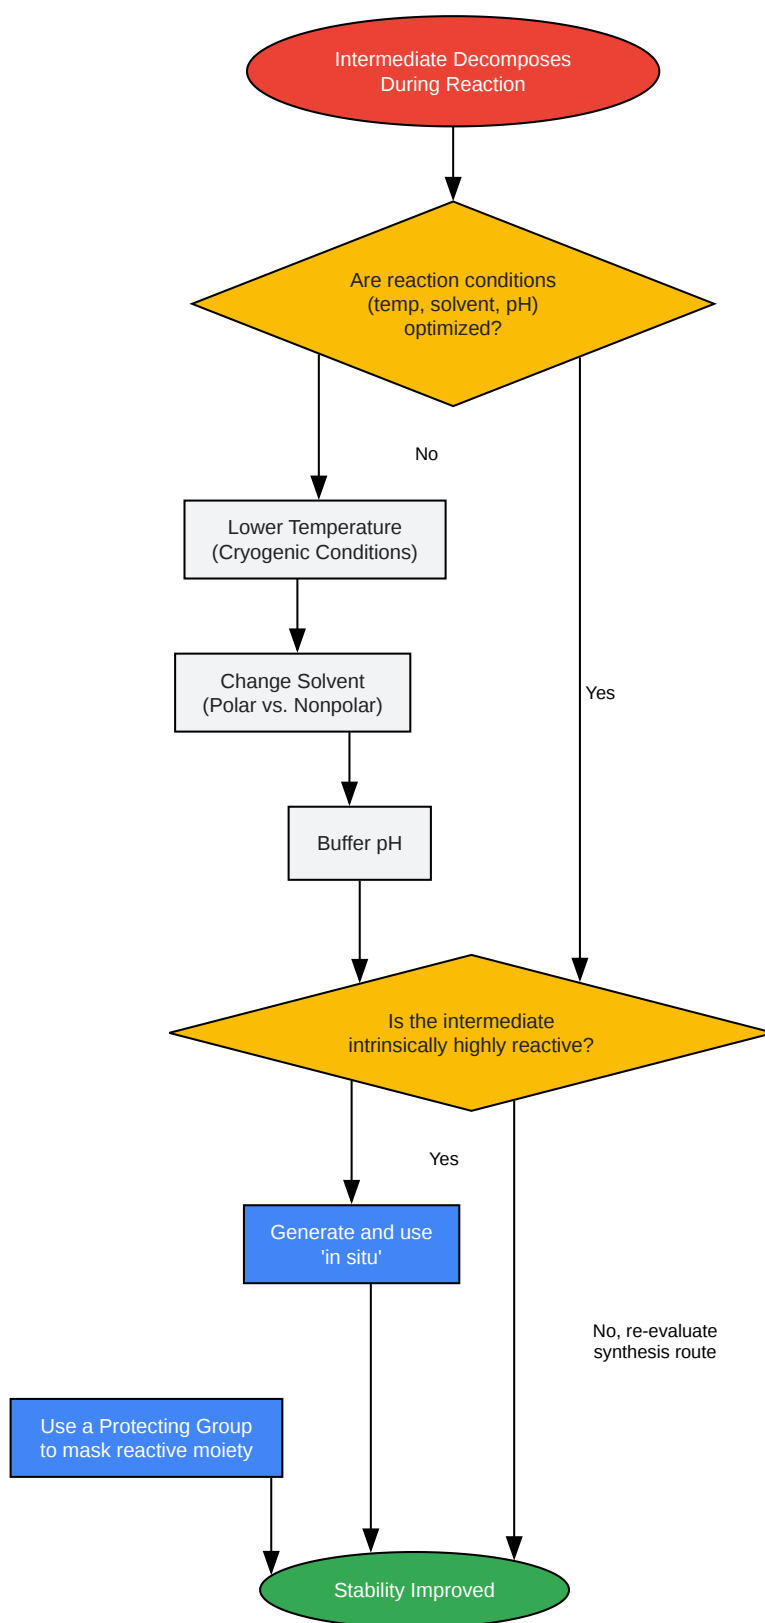 Intermediate Decomposes
During Reaction
Are reaction conditions
(temp, solvent, pH)
optimized?
No
Lower Temperature
(Cryogenic Conditions)
Change Solvent
(Polar vs. Nonpolar)
Yes
Buffer pH
Is the intermediate
intrinsically highly reactive?
Yes
Generate and use
'in situ'
No, re-evaluate
synthesis route
Use a Protecting Group
to mask reactive moiety
Stability Improved